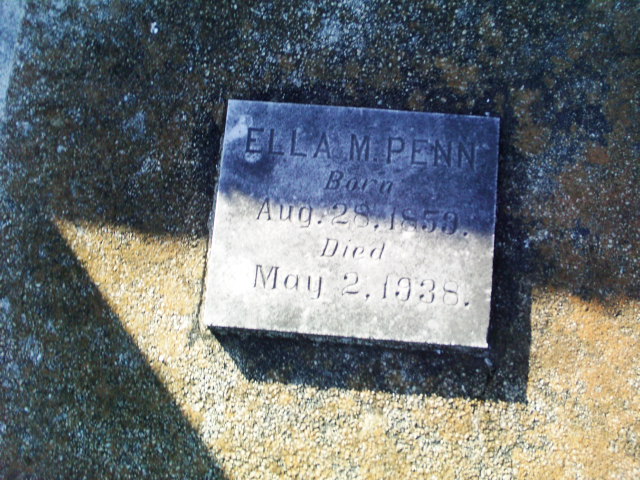 ELLA M. PENN
Born
Aug. 28, 1859.
Died
May 2, 1938.